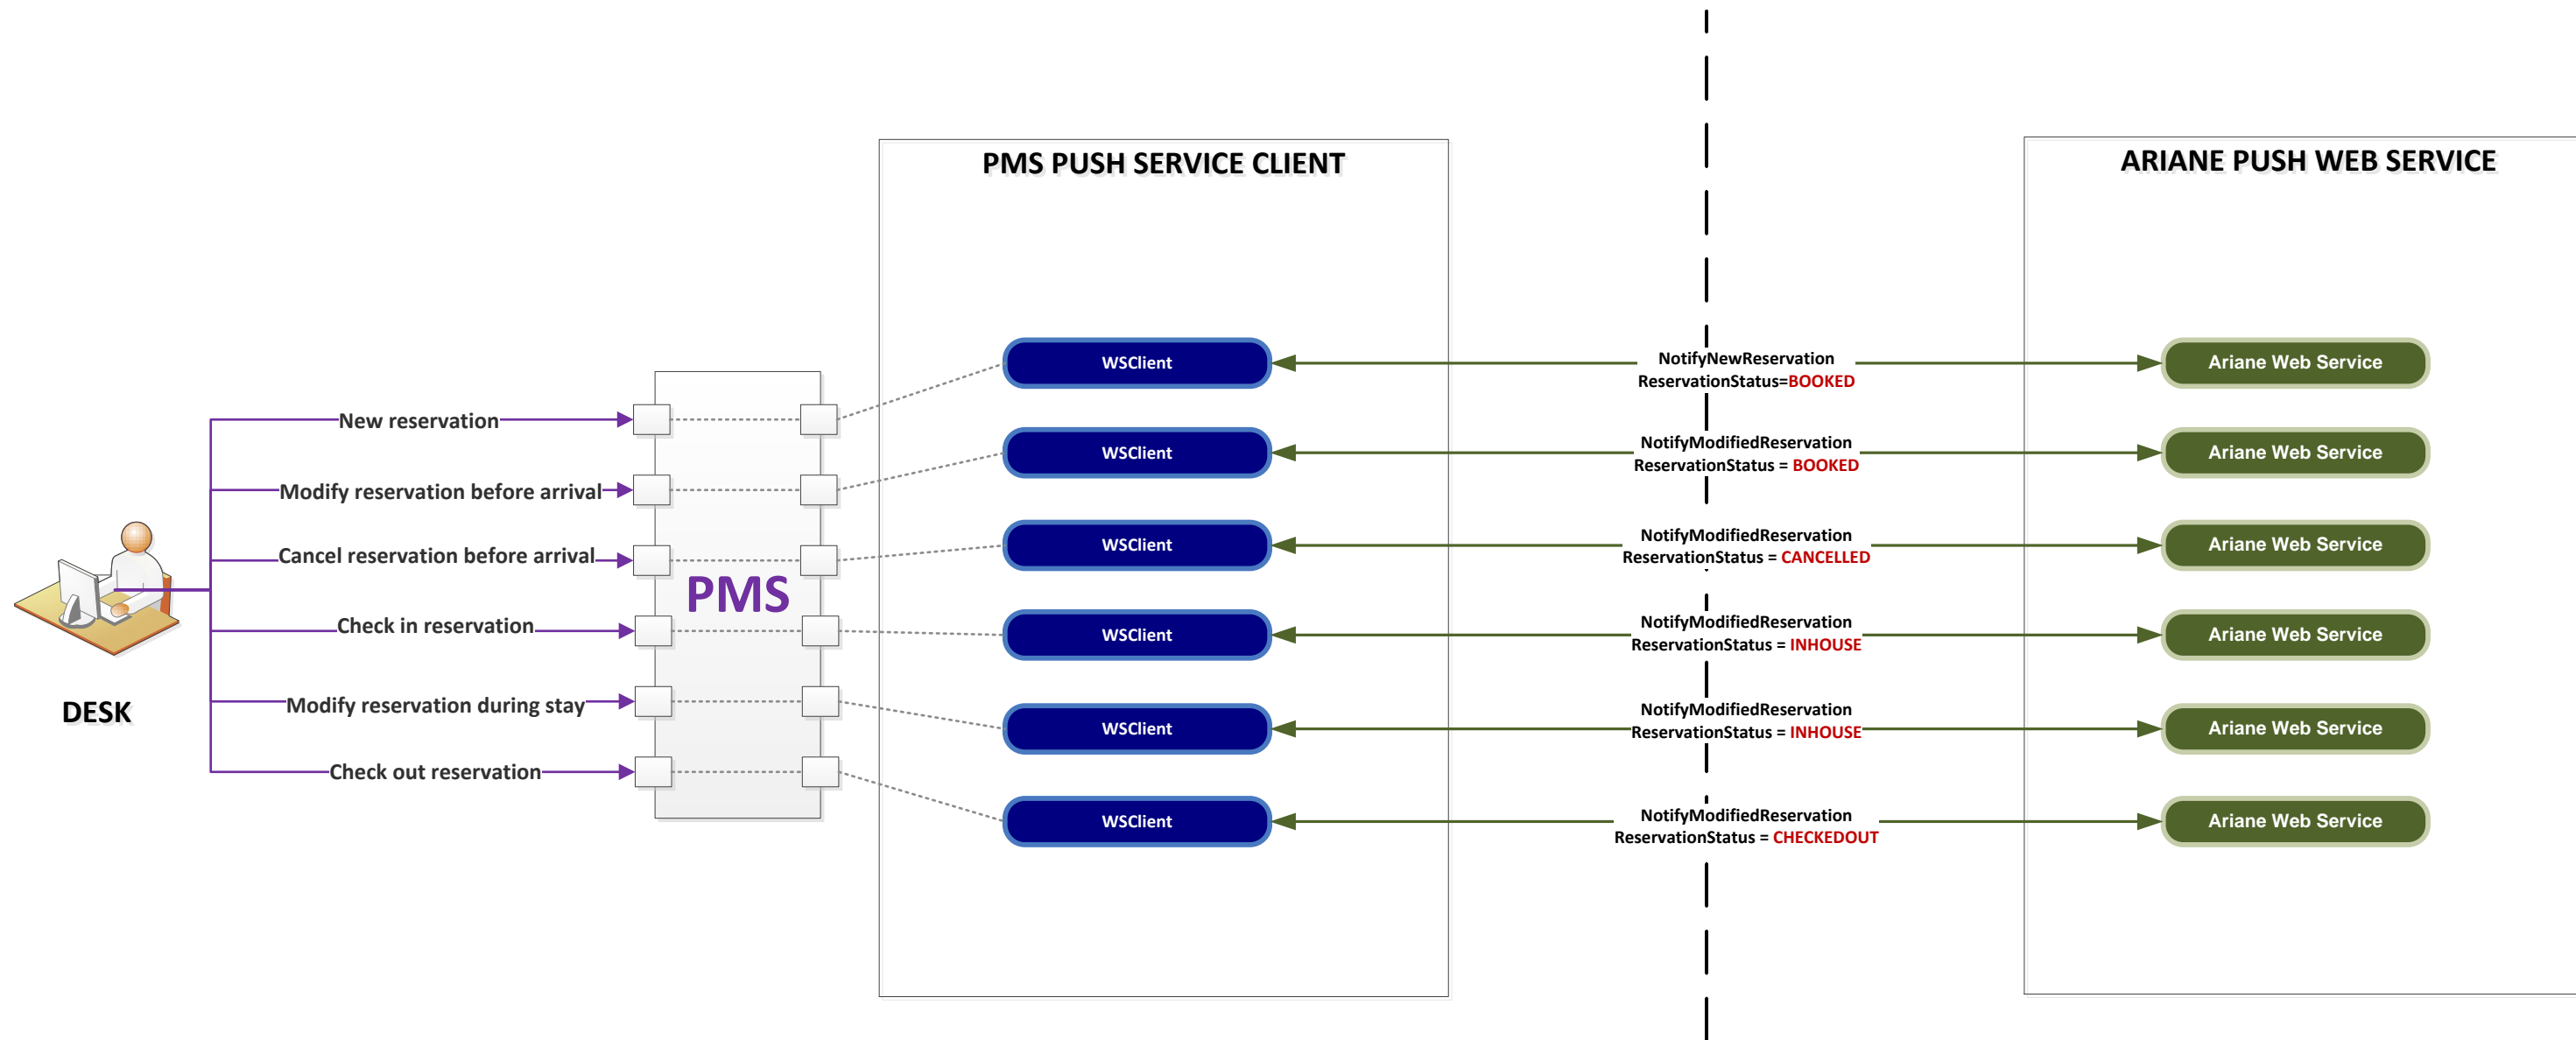 PMS PUSH SERVICE CLIENT
ARIANE PUSH WEB SERVICE
New reservation
Modify reservation before arrival
Cancel reservation before arrival
Check in reservation
Modify reservation during stay
Check out reservation
DESK
PMS
WSClient
NotifyNewReservation
ReservationStatus=BOOKED
Ariane Web Service
WSClient
NotifyModifiedReservation
ReservationStatus = BOOKED
Ariane Web Service
WSClient
NotifyModifiedReservation
ReservationStatus = CANCELLED
Ariane Web Service
WSClient
NotifyModifiedReservation
ReservationStatus = INHOUSE
Ariane Web Service
WSClient
NotifyModifiedReservation
ReservationStatus = INHOUSE
Ariane Web Service
WSClient
NotifyModifiedReservation
ReservationStatus = CHECKEDOUT
Ariane Web Service